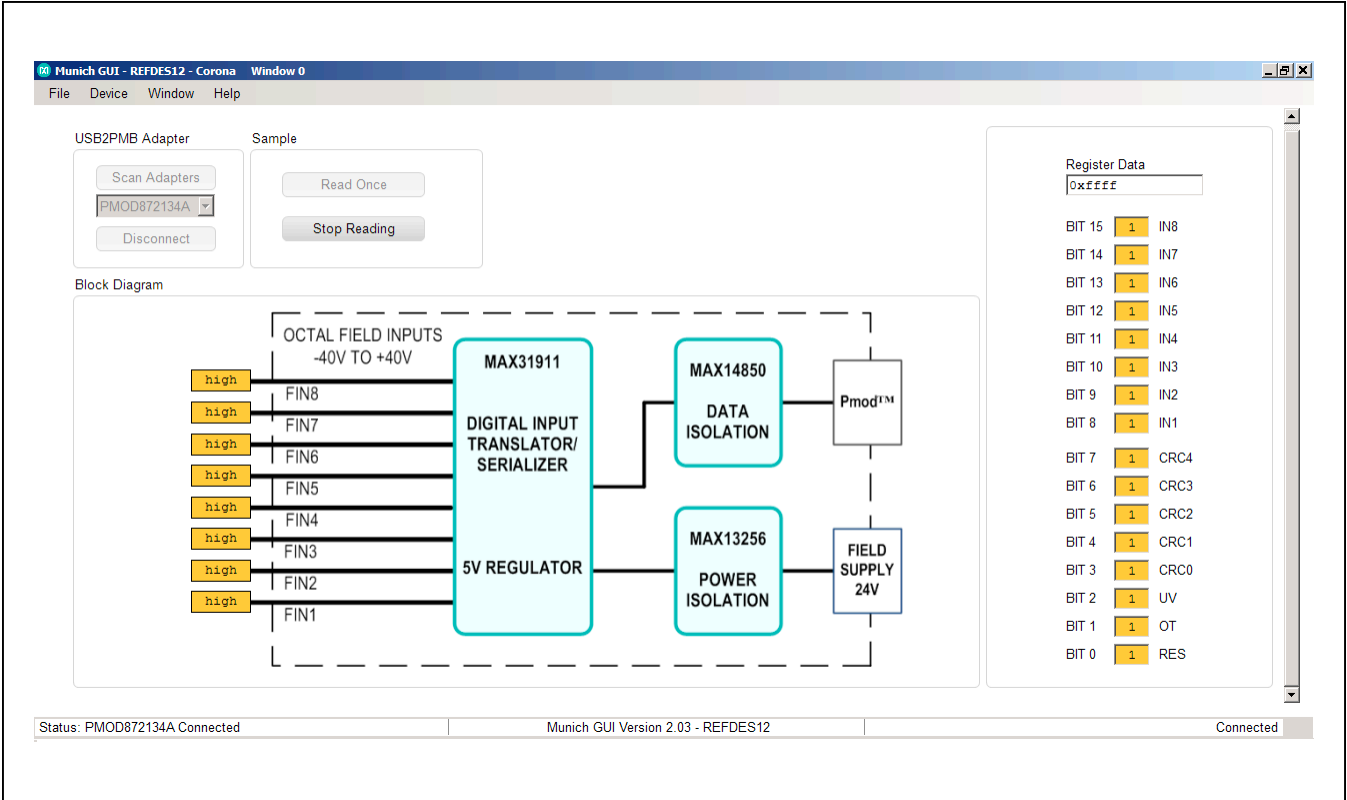 Munich GUI - REFDES12 - Corona Window 0
File Device Window Help
USB2PMB Adapter
Scan Adapters
PMOD872134A
Disconnect
Sample
Read Once
Stop Reading
Block Diagram
OCTAL FIELD INPUTS
-40V TO +40V
high
FIN8
high
FIN7
high
FIN6
high
FIN5
high
FIN4
high
FIN3
high
FIN2
high
FIN1
MAX31911
DIGITAL INPUT
TRANSLATOR/
SERIALIZER
5V REGULATOR
MAX14850
DATA
ISOLATION
Pmod™
MAX13256
POWER
ISOLATION
FIELD
SUPPLY
24V
Register Data
0xffff
BIT 15 1 IN8
BIT 14 1 IN7
BIT 13 1 IN6
BIT 12 1 IN5
BIT 11 1 IN4
BIT 10 1 IN3
BIT 9 1 IN2
BIT 8 1 IN1
BIT 7 1 CRC4
BIT 6 1 CRC3
BIT 5 1 CRC2
BIT 4 1 CRC1
BIT 3 1 CRC0
BIT 2 1 UV
BIT 1 1 OT
BIT 0 1 RES
Status: PMOD872134A Connected
Munich GUI Version 2.03 - REFDES12
Connected